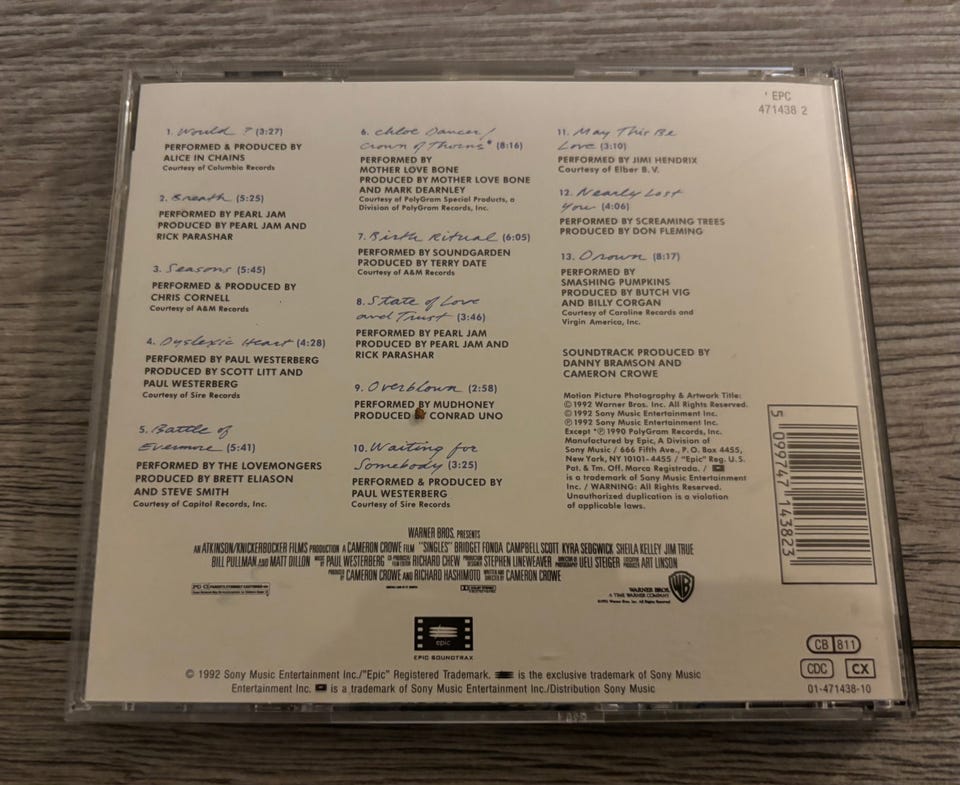 EPC
471438 2
1. Would ? (3:27)
PERFORMED & PRODUCED BY
ALICE IN CHAINS
Courtesy of Columbia Records
2. Breath (5:25)
PERFORMED BY PEARL JAM
PRODUCED BY PEARL JAM AND
RICK PARASHAR
3. Seasons (5:45)
PERFORMED & PRODUCED BY
CHRIS CORNELL
Courtesy of A&M Records
4. Dyslexic Heart (4:28)
PERFORMED BY PAUL WESTERBERG
PRODUCED BY SCOTT LITT AND
PAUL WESTERBERG
Courtesy of Sire Records
5. Battle of
Evermore (5:41)
PERFORMED BY THE LOVEMONGERS
PRODUCED BY BRETT ELIASON
AND STEVE SMITH
Courtesy of Capitol Records, Inc.
6. Chloe Dancer/
Crown of Thorns* (8:16)
PERFORMED BY
MOTHER LOVE BONE
PRODUCED BY MOTHER LOVE BONE
AND MARK DEARNLEY
Courtesy of PolyGram Special Products, a
Division of PolyGram Records, Inc.
7. Birth Ritual (6:05)
PERFORMED BY SOUNDGARDEN
PRODUCED BY TERRY DATE
Courtesy of A&M Records
8. State of Love
and Trust (3:46)
PERFORMED BY PEARL JAM
PRODUCED BY PEARL JAM AND
RICK PARASHAR
9. Overblown (2:58)
PERFORMED BY MUDHONEY
PRODUCED BY CONRAD UNO
10. Waiting for
Somebody (3:25)
PERFORMED & PRODUCED BY
PAUL WESTERBERG
Courtesy of Sire Records
11. May This Be
Love (3:10)
PERFORMED BY JIMI HENDRIX
Courtesy of Elber B.V.
12. Nearly Lost
You (4:06)
PERFORMED BY SCREAMING TREES
PRODUCED BY DON FLEMING
13. Drown (8:17)
PERFORMED BY
SMASHING PUMPKINS
PRODUCED BY BUTCH VIG
AND BILLY CORGAN
Courtesy of Caroline Records and
Virgin America, Inc.
SOUNDTRACK PRODUCED BY
DANNY BRAMSON AND
CAMERON CROWE
Motion Picture Photography & Artwork Title:
© 1992 Warner Bros. Inc. All Rights Reserved.
© 1992 Sony Music Entertainment Inc.
℗ 1992 Sony Music Entertainment Inc.
Except *℗ 1990 PolyGram Records, Inc.
Manufactured by Epic, A Division of
Sony Music / 666 Fifth Ave., P.O. Box 4455,
New York, NY 10101-4455 / "Epic" Reg. U.S.
Pat. & Tm. Off. Marca Registrada. /
is a trademark of Sony Music Entertainment
Inc. / WARNING: All Rights Reserved.
Unauthorized duplication is a violation
of applicable laws.
5 099747 143823
WARNER BROS. PRESENTS
AN ATKINSON/KNICKERBOCKER FILMS PRODUCTION A CAMERON CROWE FILM "SINGLES" BRIDGET FONDA CAMPBELL SCOTT KYRA SEDGWICK SHEILA KELLEY JIM TRUE
BILL PULLMAN AND MATT DILLON MUSIC BY PAUL WESTERBERG RICHARD CHEW PRODUCTION DESIGNER STEPHEN LINEWEAVER UELI STEIGER ART LINSON
PRODUCED BY CAMERON CROWE AND RICHARD HASHIMOTO WRITTEN AND DIRECTED BY CAMERON CROWE
WB
WARNER BROS.
A TIME WARNER COMPANY
epic
EPIC SOUNDTRAX
© 1992 Sony Music Entertainment Inc./"Epic" Registered Trademark. is the exclusive trademark of Sony Music
Entertainment Inc. is a trademark of Sony Music Entertainment Inc./Distribution Sony Music
CB 811
CDC CX
01-471438-10